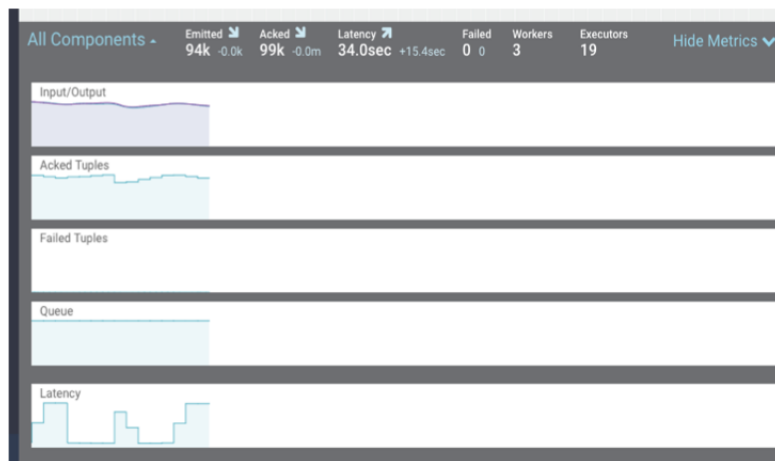 All Components
Emitted Acked Latency Failed Workers Executors
94k -0.0k 99k -0.0m 34.0sec +15.4sec 0 0 3 19
Hide Metrics
Input/Output
Acked Tuples
Failed Tuples
Queue
Latency